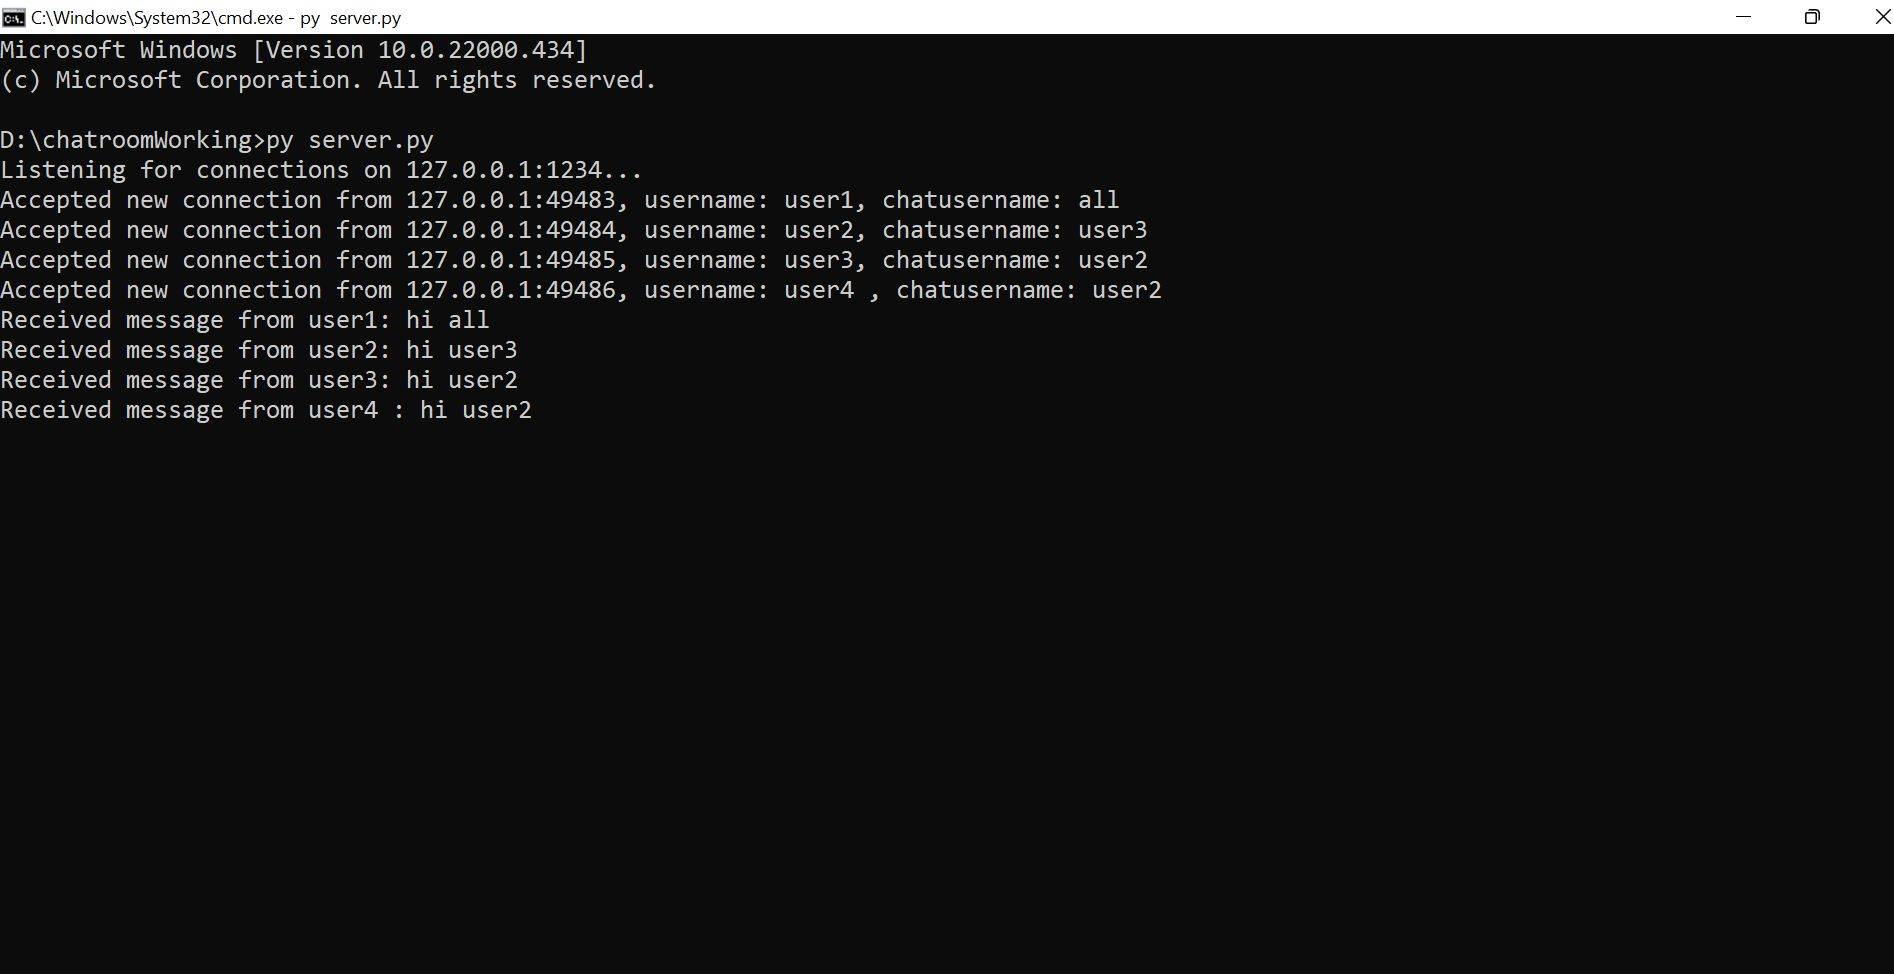 C:\Windows\System32\cmd.exe - py  server.py
Microsoft Windows [Version 10.0.22000.434]
(c) Microsoft Corporation. All rights reserved.
D:\chatroomWorking>py server.py
Listening for connections on 127.0.0.1:1234...
Accepted new connection from 127.0.0.1:49483, username: user1, chatusername: all
Accepted new connection from 127.0.0.1:49484, username: user2, chatusername: user3
Accepted new connection from 127.0.0.1:49485, username: user3, chatusername: user2
Accepted new connection from 127.0.0.1:49486, username: user4 , chatusername: user2
Received message from user1: hi all
Received message from user2: hi user3
Received message from user3: hi user2
Received message from user4 : hi user2